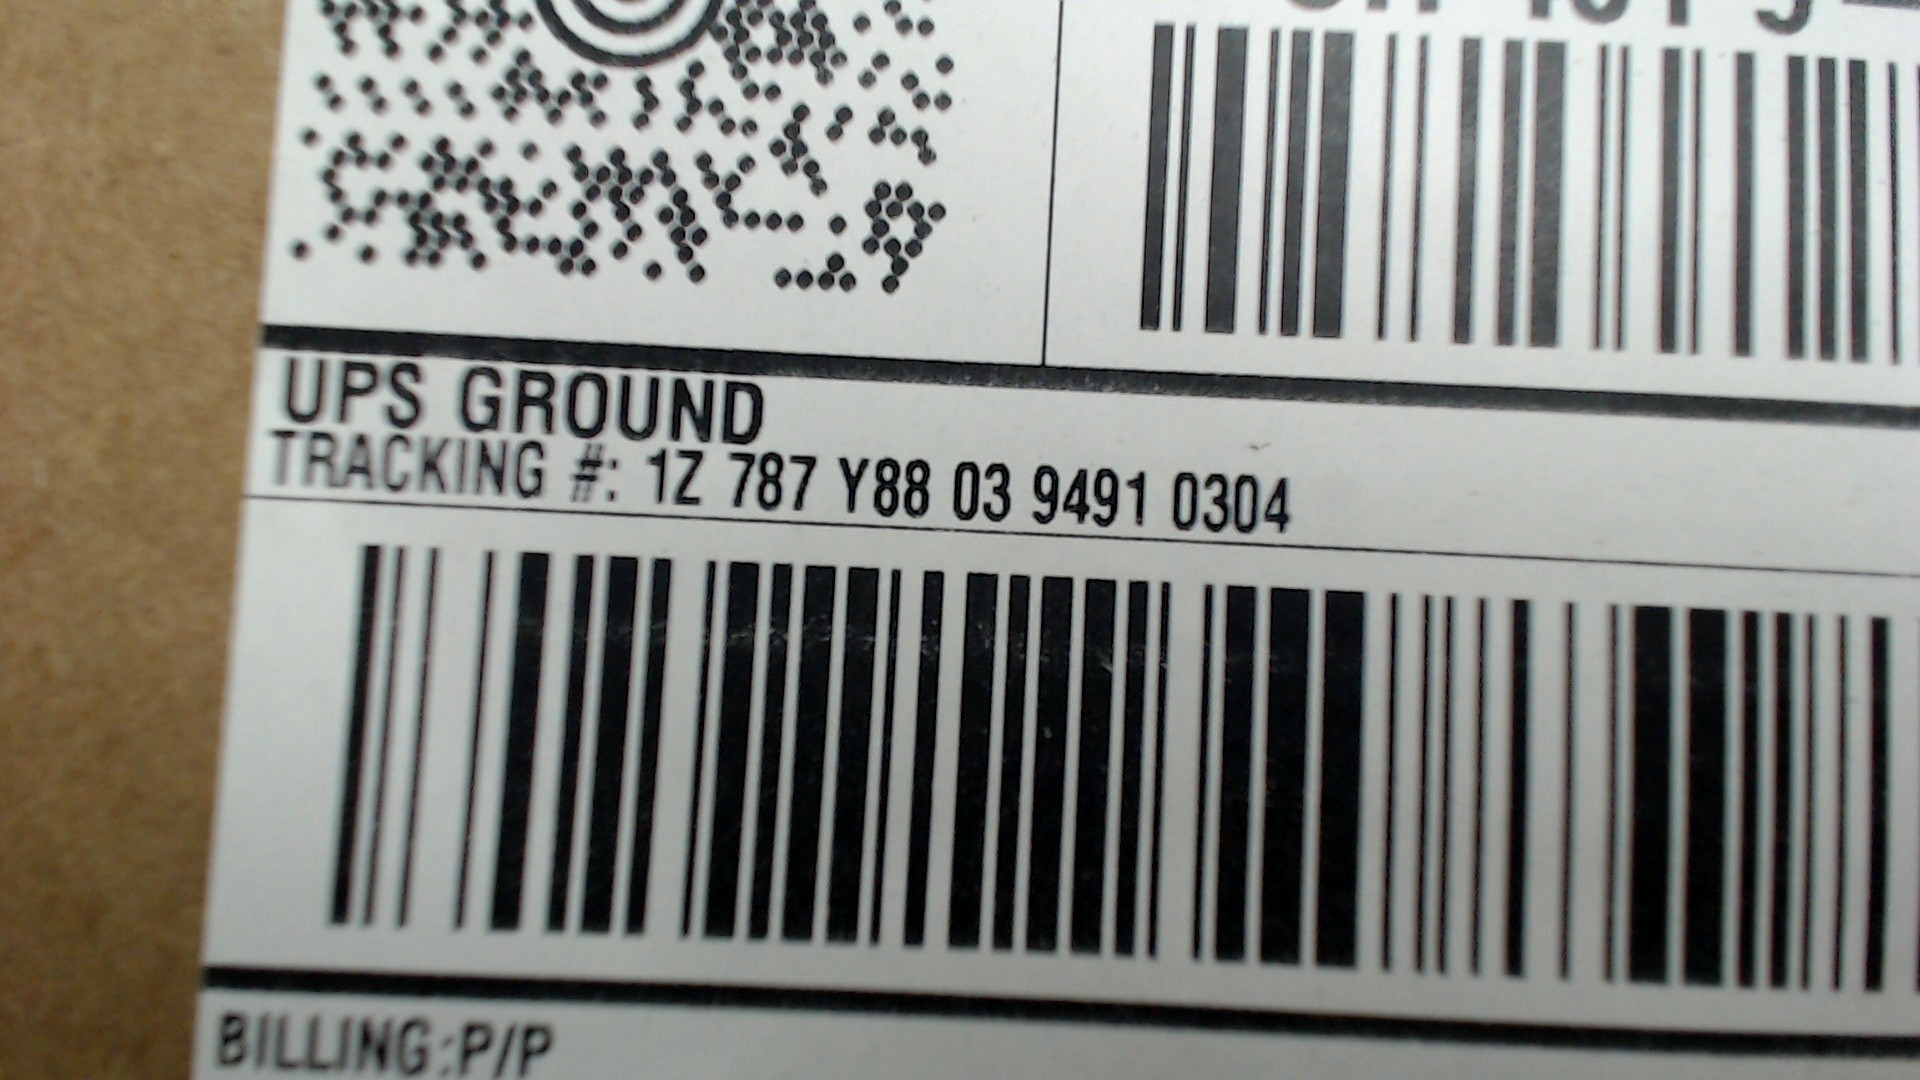 UPS GROUND
TRACKING #: 1Z 787 Y88 03 9491 0304
BILLING:P/P